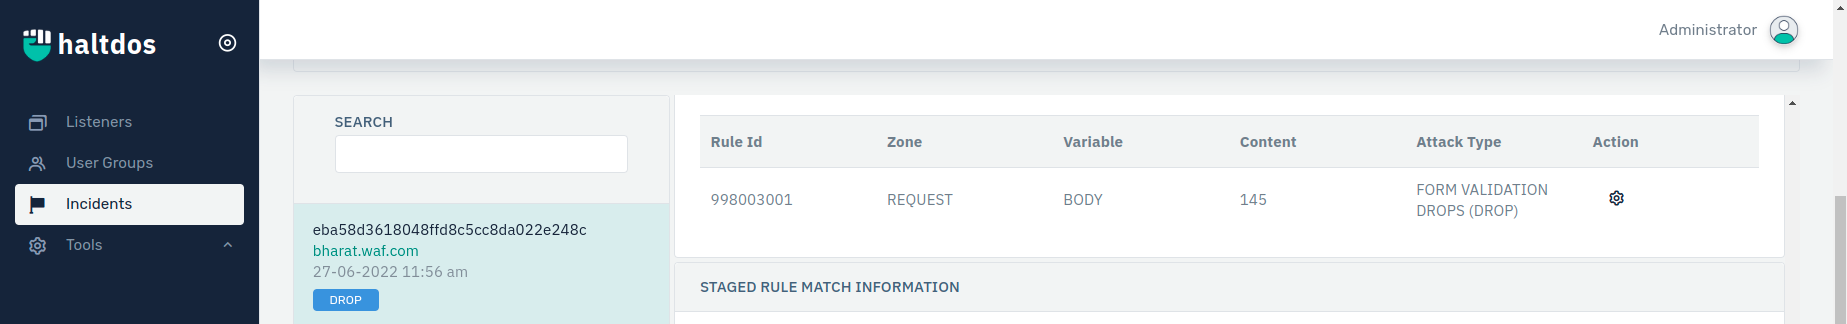 haltdos
Administrator
Listeners
User Groups
Incidents
Tools
SEARCH
eba58d3618048ffd8c5cc8da022e248c
bharat.waf.com
27-06-2022 11:56 am
DROP
Rule Id Zone Variable Content Attack Type Action
998003001 REQUEST BODY 145 FORM VALIDATION
DROPS (DROP)
STAGED RULE MATCH INFORMATION